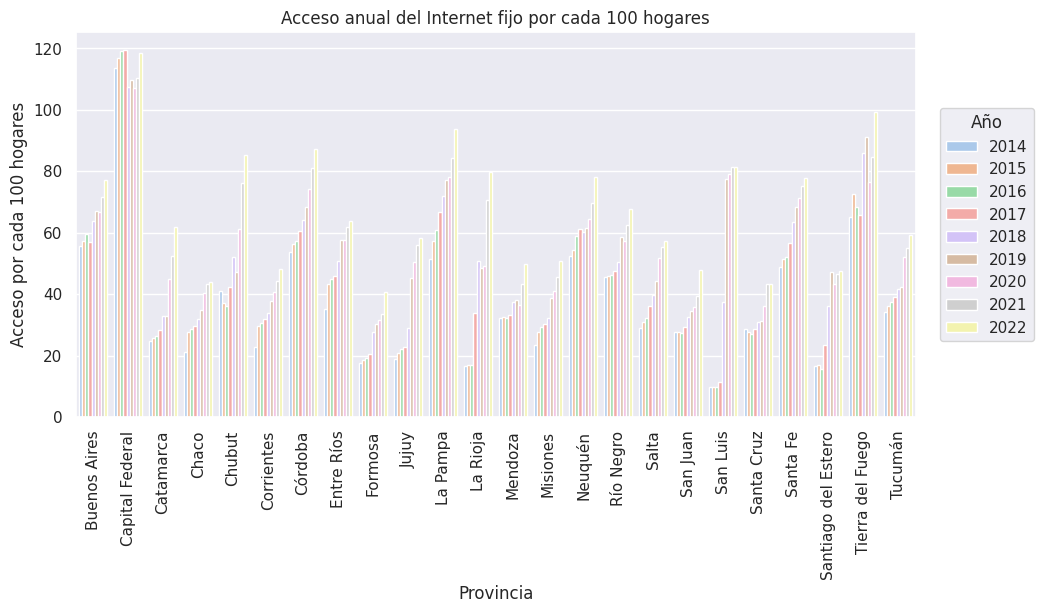 Acceso anual del Internet fijo por cada 100 hogares
Acceso por cada 100 hogares
120
100
80
60
40
20
0
Buenos Aires
Capital Federal
Catamarca
Chaco
Chubut
Corrientes
Córdoba
Entre Ríos
Formosa
Jujuy
La Pampa
La Rioja
Mendoza
Misiones
Neuquén
Río Negro
Salta
San Juan
San Luis
Santa Cruz
Santa Fe
Santiago del Estero
Tierra del Fuego
Tucumán
Provincia
Año
2014
2015
2016
2017
2018
2019
2020
2021
2022